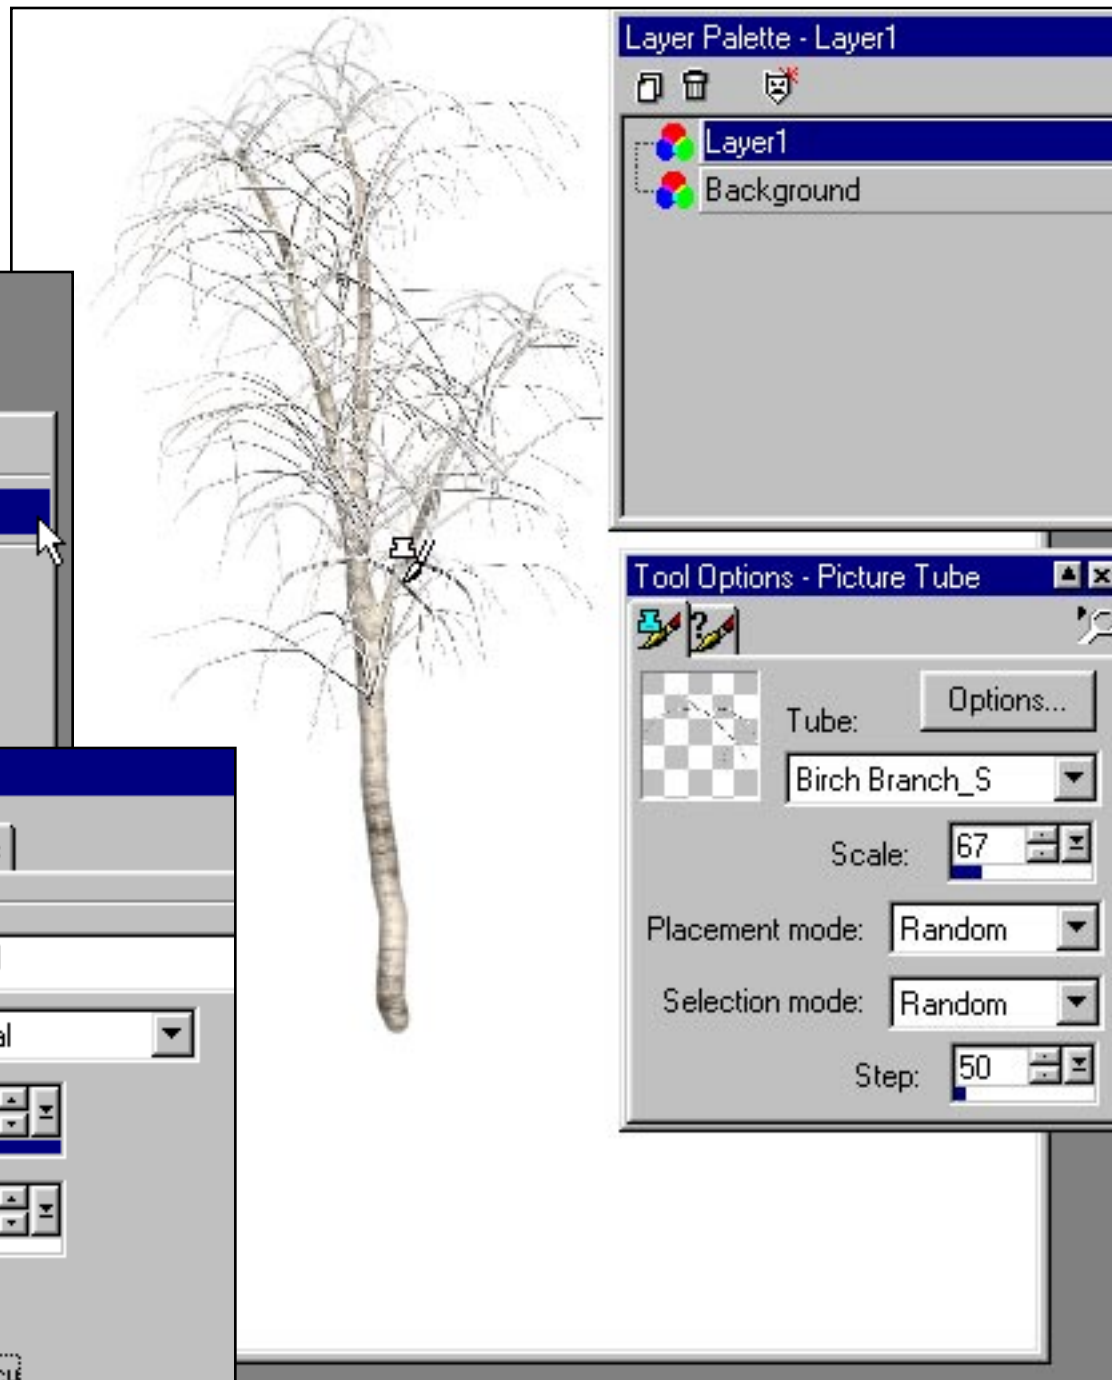 Layer Palette - Layer1
Layer1
Background
Tool Options - Picture Tube
Options...
Tube:
Birch Branch_S
Scale: 67
Placement mode: Random
Selection mode: Random
Step: 50
al